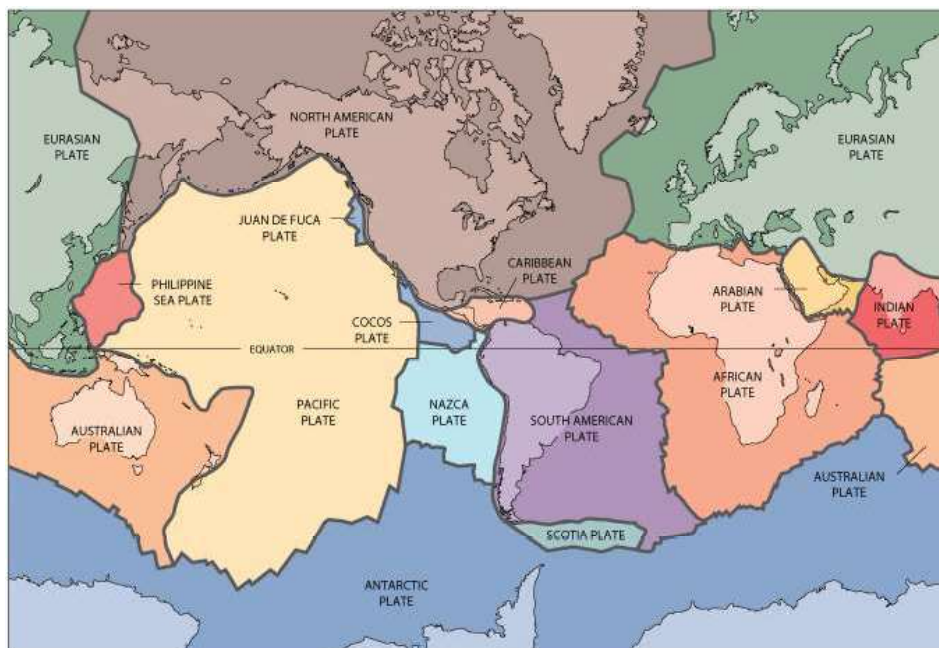 NORTH AMERICAN
PLATE
EURASIAN
PLATE
EURASIAN
PLATE
JUAN DE FUCA
PLATE
CARIBBEAN
PLATE
PHILIPPINE
SEA PLATE
ARABIAN
PLATE
INDIAN
PLATE
COCOS
PLATE
EQUATOR
AFRICAN
PLATE
PACIFIC
PLATE
NAZCA
PLATE
SOUTH AMERICAN
PLATE
AUSTRALIAN
PLATE
AUSTRALIAN
PLATE
SCOTIA PLATE
ANTARCTIC
PLATE